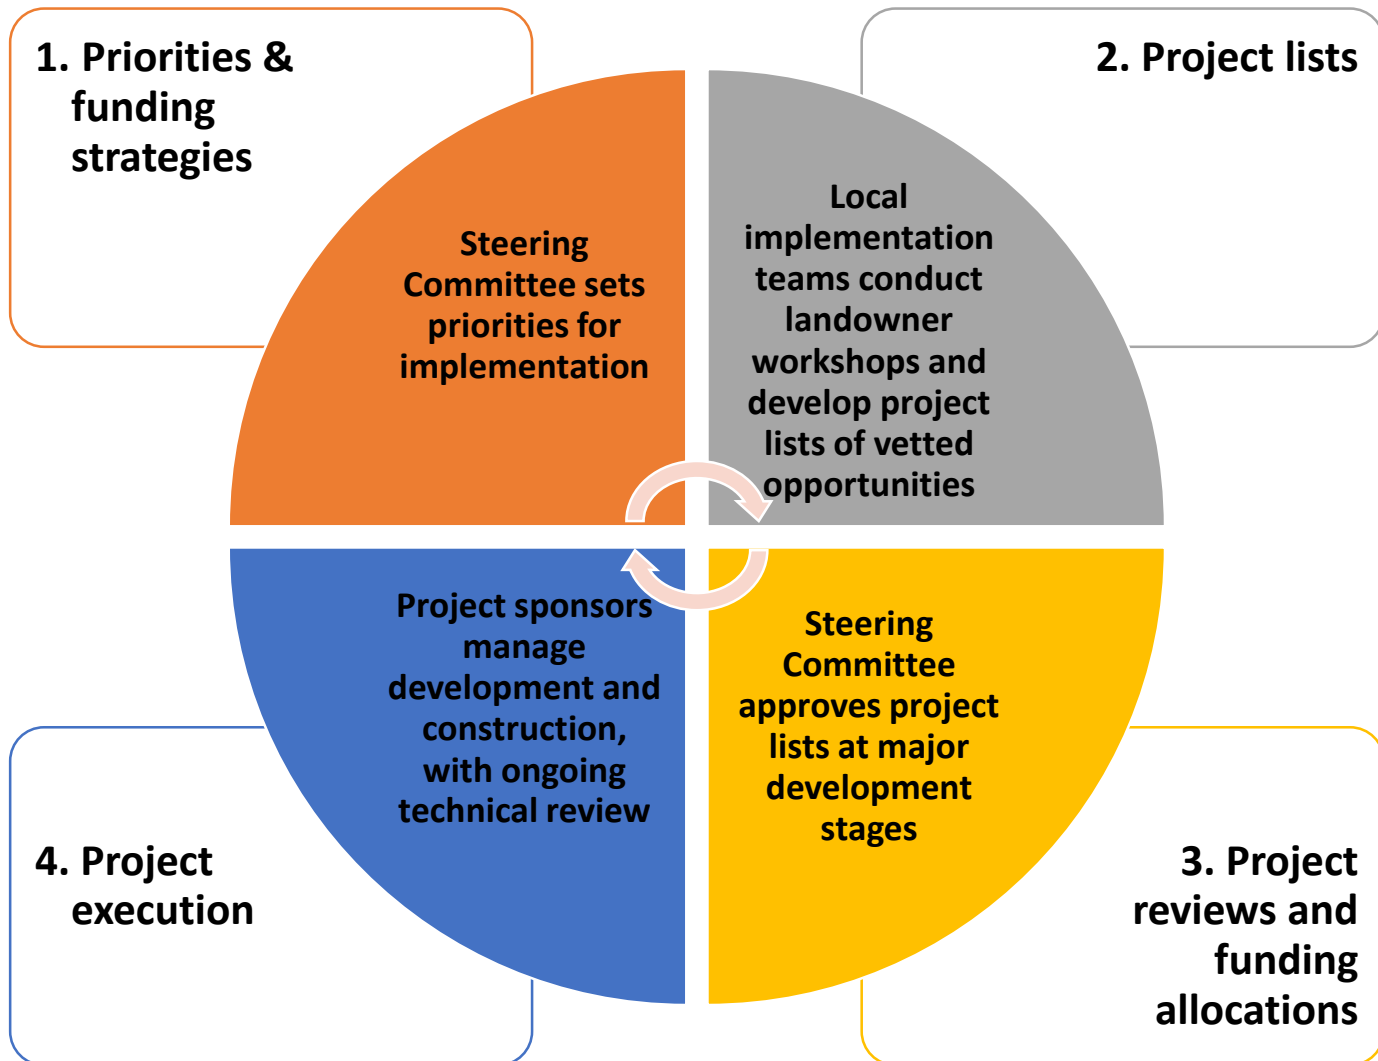 1. Priorities &
funding
strategies
Steering
Committee sets
priorities for
implementation
2. Project lists
Local
implementation
teams conduct
landowner
workshops and
develop project
lists of vetted
opportunities
Steering
Committee
approves project
lists at major
development
stages
3. Project
reviews and
funding
allocations
Project sponsors
manage
development and
construction,
with ongoing
technical review
4. Project
execution